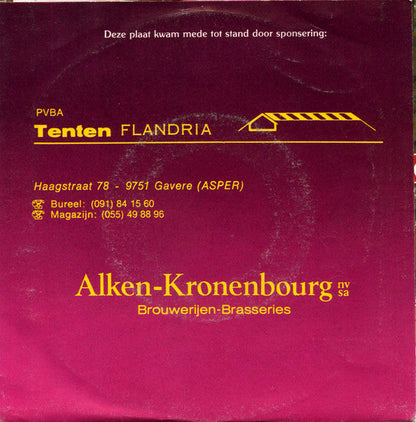 Deze plaat kwam mede tot stand door sponsering:
PVBA
Tenten FLANDRIA
Haagstraat 78 - 9751 Gavere (ASPER)
Bureel: (091) 84 15 60
Magazijn: (055) 49 88 96
Alken-Kronenbourg nv sa
Brouwerijen-Brasseries